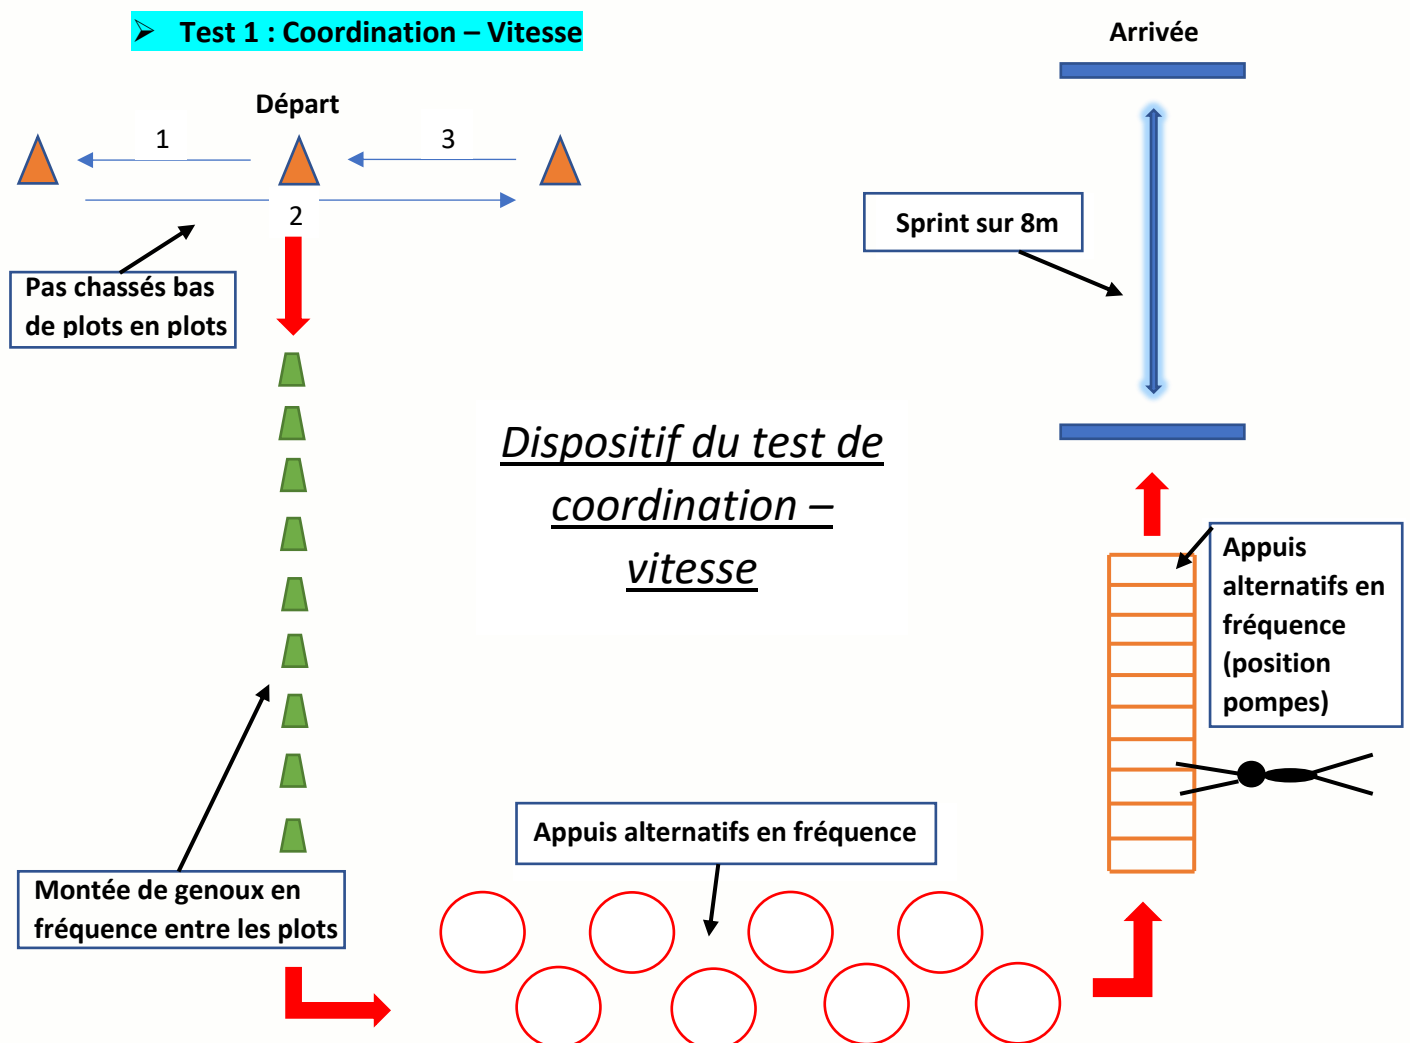 ➢ Test 1 : Coordination – Vitesse
Arrivée
Départ
1
3
2
Sprint sur 8m
Pas chassés bas
de plots en plots
Dispositif du test de
coordination –
vitesse
Appuis
alternatifs en
fréquence
(position
pompes)
Appuis alternatifs en fréquence
Montée de genoux en
fréquence entre les plots